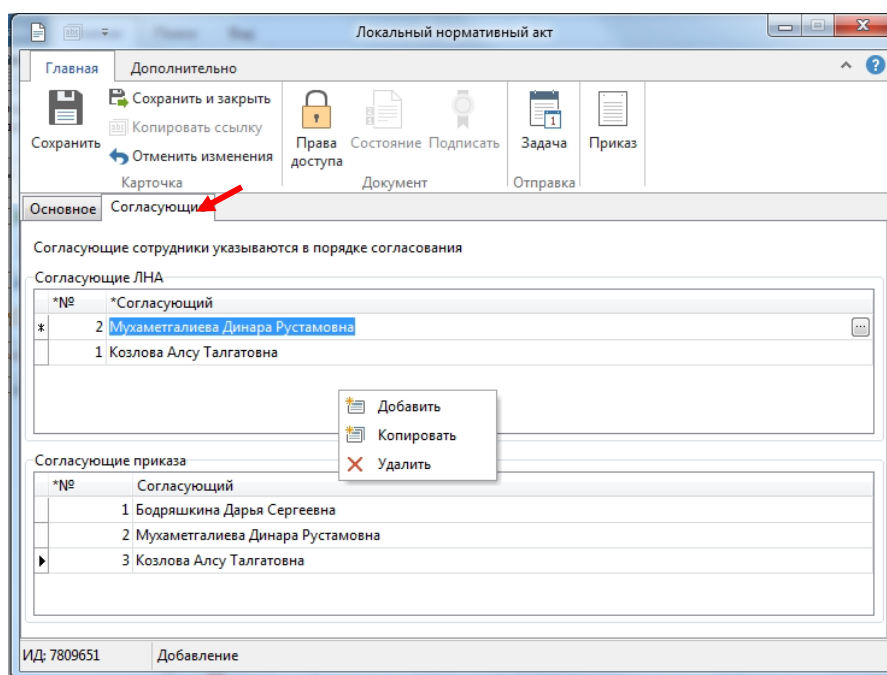 Локальный нормативный акт
Главная Дополнительно
Сохранить
Сохранить и закрыть
Копировать ссылку
Отменить изменения
Карточка
Права доступа
Состояние
Подписать
Документ
1
Задача
Отправка
Приказ
Основное Согласующи
Согласующие сотрудники указываются в порядке согласования
Согласующие ЛНА
*№ *Согласующий
* 2 Мухаметгалиева Динара Рустамовна ...
1 Козлова Алсу Талгатовна
Добавить
Копировать
Удалить
Согласующие приказа
*№ Согласующий
1 Бодряшкина Дарья Сергеевна
2 Мухаметгалиева Динара Рустамовна
3 Козлова Алсу Талгатовна
ИД: 7809651 Добавление